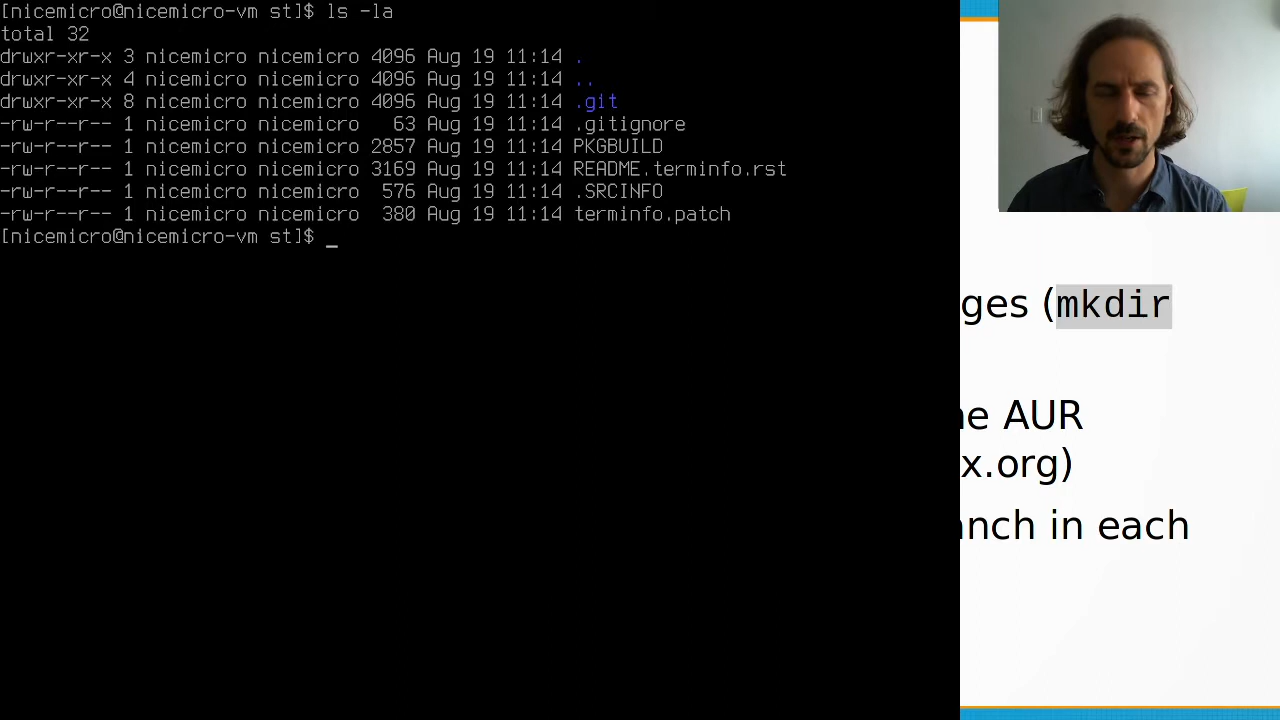 [nicemicro@nicemicro-vm st]$ ls -la
total 32
drwxr-xr-x 3 nicemicro nicemicro 4096 Aug 19 11:14 .
drwxr-xr-x 4 nicemicro nicemicro 4096 Aug 19 11:14 ..
drwxr-xr-x 8 nicemicro nicemicro 4096 Aug 19 11:14 .git
-rw-r--r-- 1 nicemicro nicemicro 63 Aug 19 11:14 .gitignore
-rw-r--r-- 1 nicemicro nicemicro 2857 Aug 19 11:14 PKGBUILD
-rw-r--r-- 1 nicemicro nicemicro 3169 Aug 19 11:14 README.terminfo.rst
-rw-r--r-- 1 nicemicro nicemicro 576 Aug 19 11:14 .SRCINFO
-rw-r--r-- 1 nicemicro nicemicro 380 Aug 19 11:14 terminfo.patch
[nicemicro@nicemicro-vm st]$ _
ges (mkdir
AUR
x.org)
in each